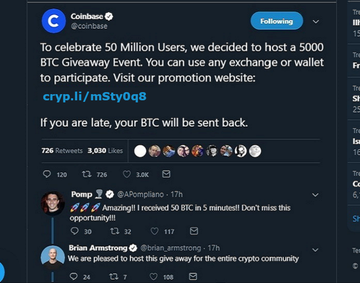 Coinbase
@coinbase
Following
To celebrate 50 Million Users, we decided to host a 5000
BTC Giveaway Event. You can use any exchange or wallet
to participate. Visit our promotion website:
cryp.li/mSty0q8
If you are late, your BTC will be sent back.
726 Retweets 3,030 Likes
120 726 3.0K
Pomp @APompliano · 17h
Amazing!! I received 50 BTC in 5 minutes!! Don't miss this
opportunity!!!
30 32 117
Brian Armstrong @brian_armstrong · 17h
We are pleased to host this give away for the entire crypto community
24 7 108